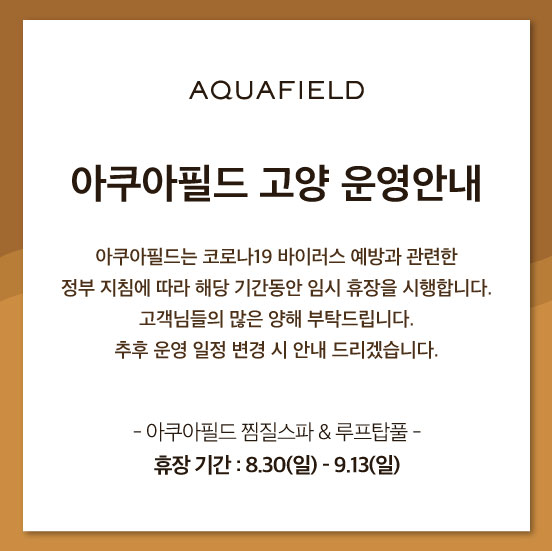 AQUAFIELD
아쿠아필드 고양 운영안내
아쿠아필드는 코로나19 바이러스 예방과 관련한
정부 지침에 따라 해당 기간동안 임시 휴장을 시행합니다.
고객님들의 많은 양해 부탁드립니다.
추후 운영 일정 변경 시 안내 드리겠습니다.
– 아쿠아필드 찜질스파 & 루프탑풀 –
휴장 기간 : 8.30(일) - 9.13(일)